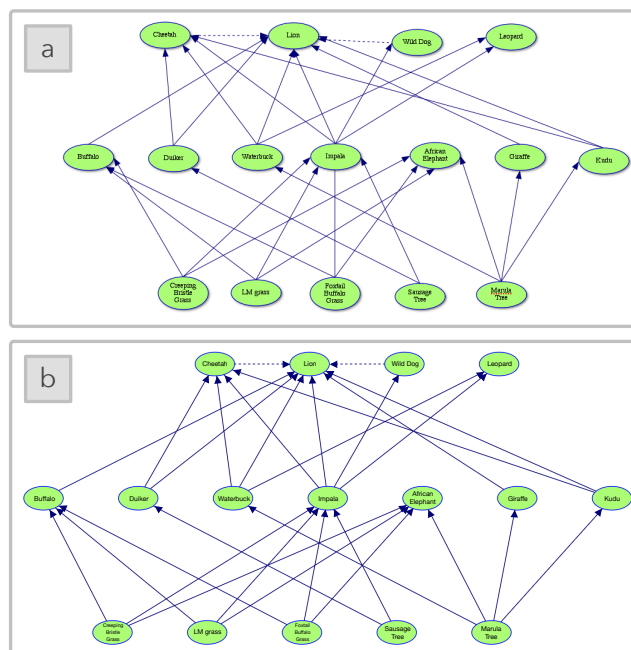 a
Cheetah
Lion
Wild Dog
Leopard
Buffalo
Duiker
Waterbuck
Impala
African
Elephant
Giraffe
Kudu
Creeping
Bristle
Grass
LM grass
Foxtail
Buffalo
Grass
Sausage
Tree
Marula
Tree
b
Cheetah
Lion
Wild Dog
Leopard
Buffalo
Duiker
Waterbuck
Impala
African
Elephant
Giraffe
Kudu
Creeping
Bristle
Grass
LM grass
Foxtail
Buffalo
Grass
Sausage
Tree
Marula
Tree